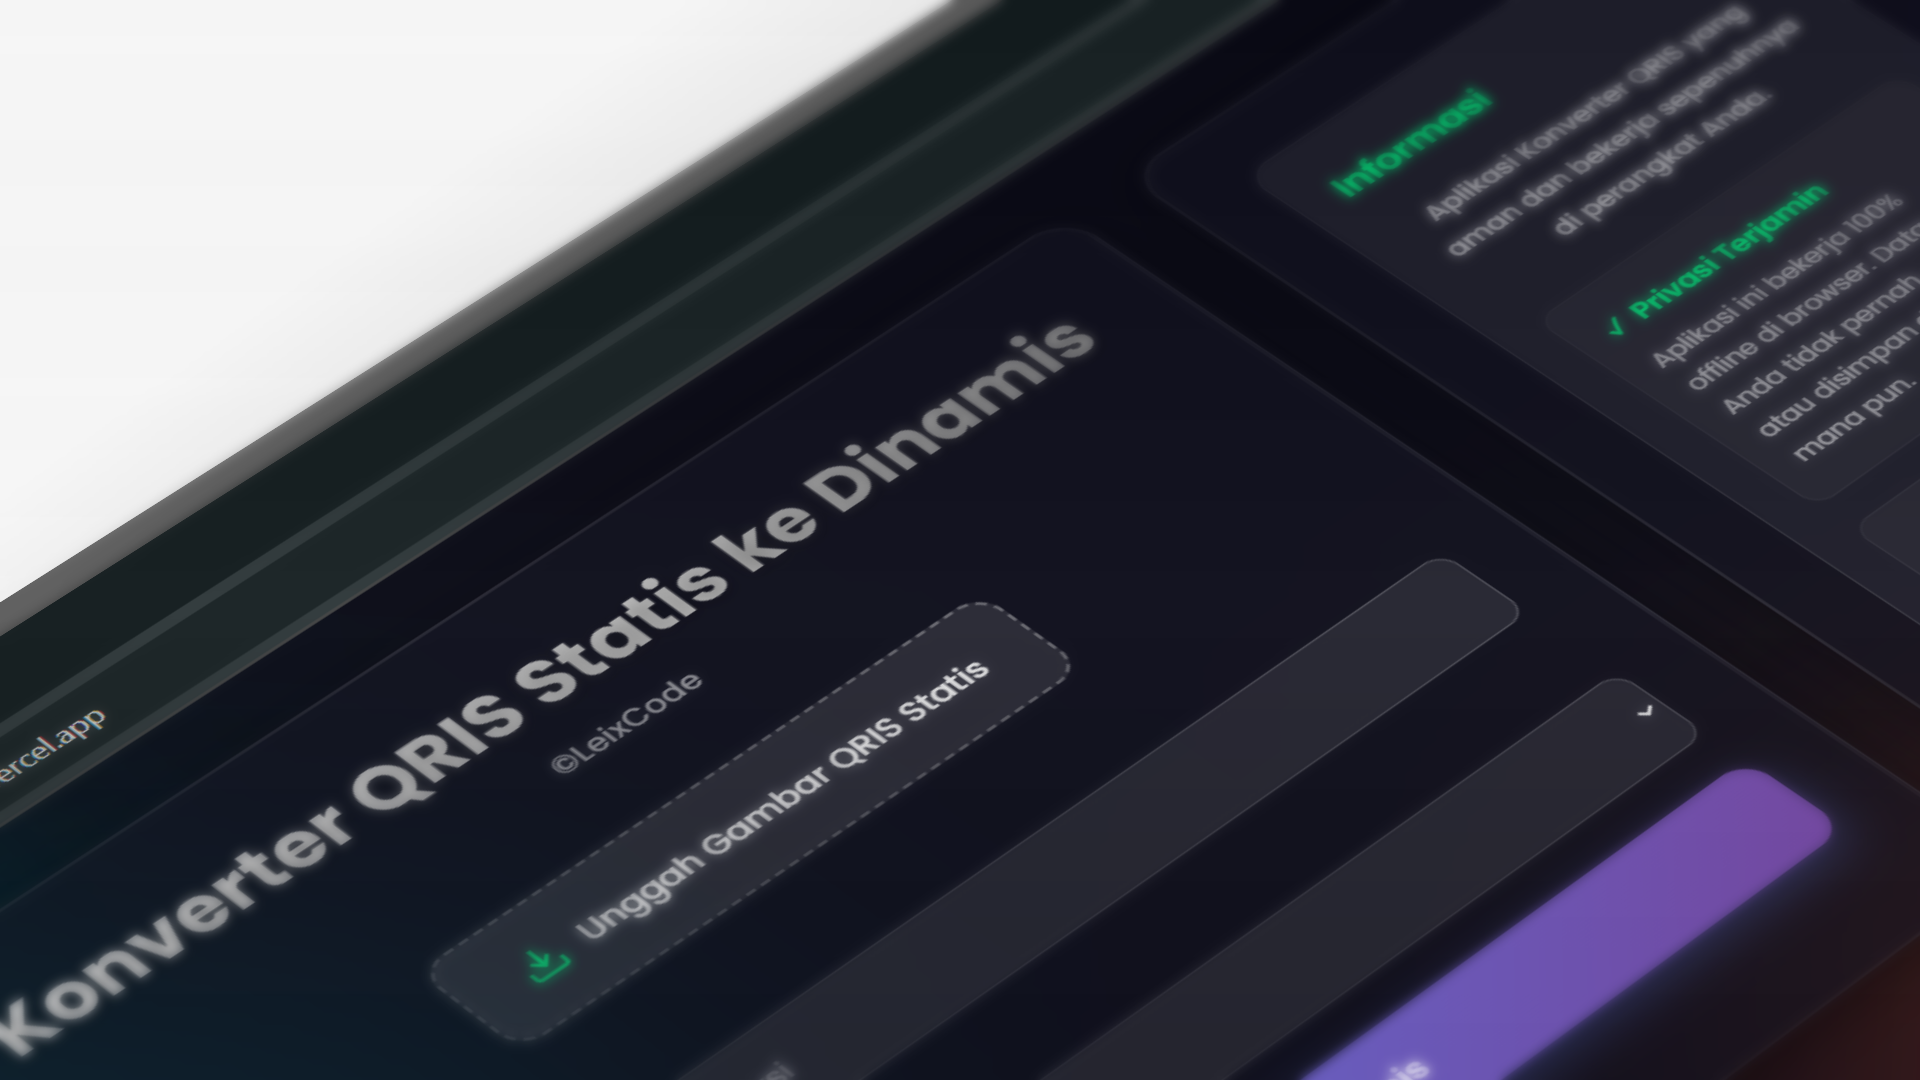 ercel.app
Konverter QRIS Statis ke Dinamis
©LeixCode
Unggah Gambar QRIS Statis
Informasi
Aplikasi Konverter QRIS yang
aman dan bekerja sepenuhnya
di perangkat Anda.
✓ Privasi Terjamin
Aplikasi ini bekerja 100%
offline di browser. Data
Anda tidak pernah
atau disimpan
mana pun.